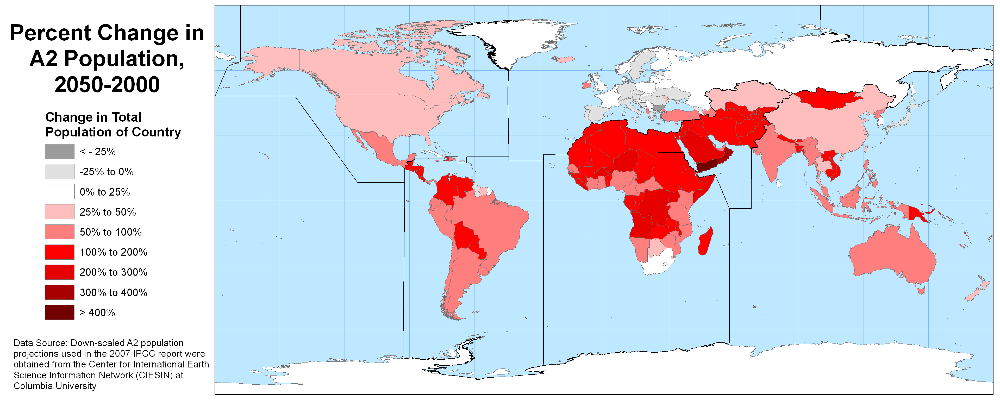 Percent Change in
A2 Population,
2050-2000
Change in Total
Population of Country
< - 25%
-25% to 0%
0% to 25%
25% to 50%
50% to 100%
100% to 200%
200% to 300%
300% to 400%
> 400%
Data Source: Down-scaled A2 population
projections used in the 2007 IPCC report were
obtained from the Center for International Earth
Science Information Network (CIESIN) at
Columbia University.